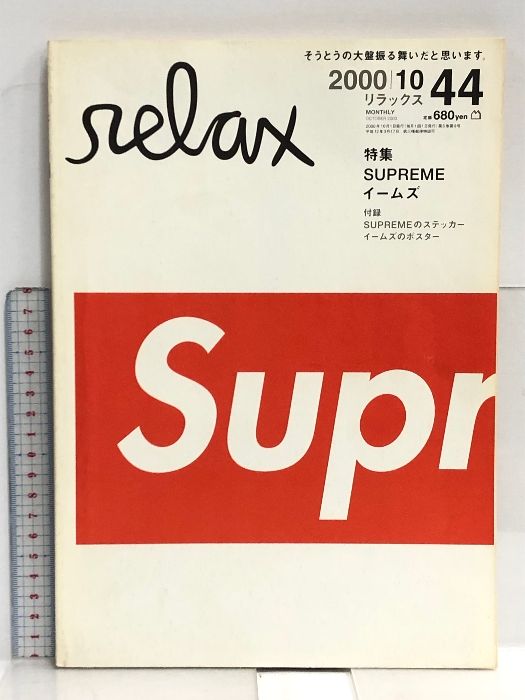 そうとうの大盤振る舞いだと思います。
relax
2000|10
44
リラックス
定価680yen
MONTHLY
OCTOBER 2000
特集
SUPREME
イームズ
付録
SUPREMEのステッカー
イームズのポスター
Supr